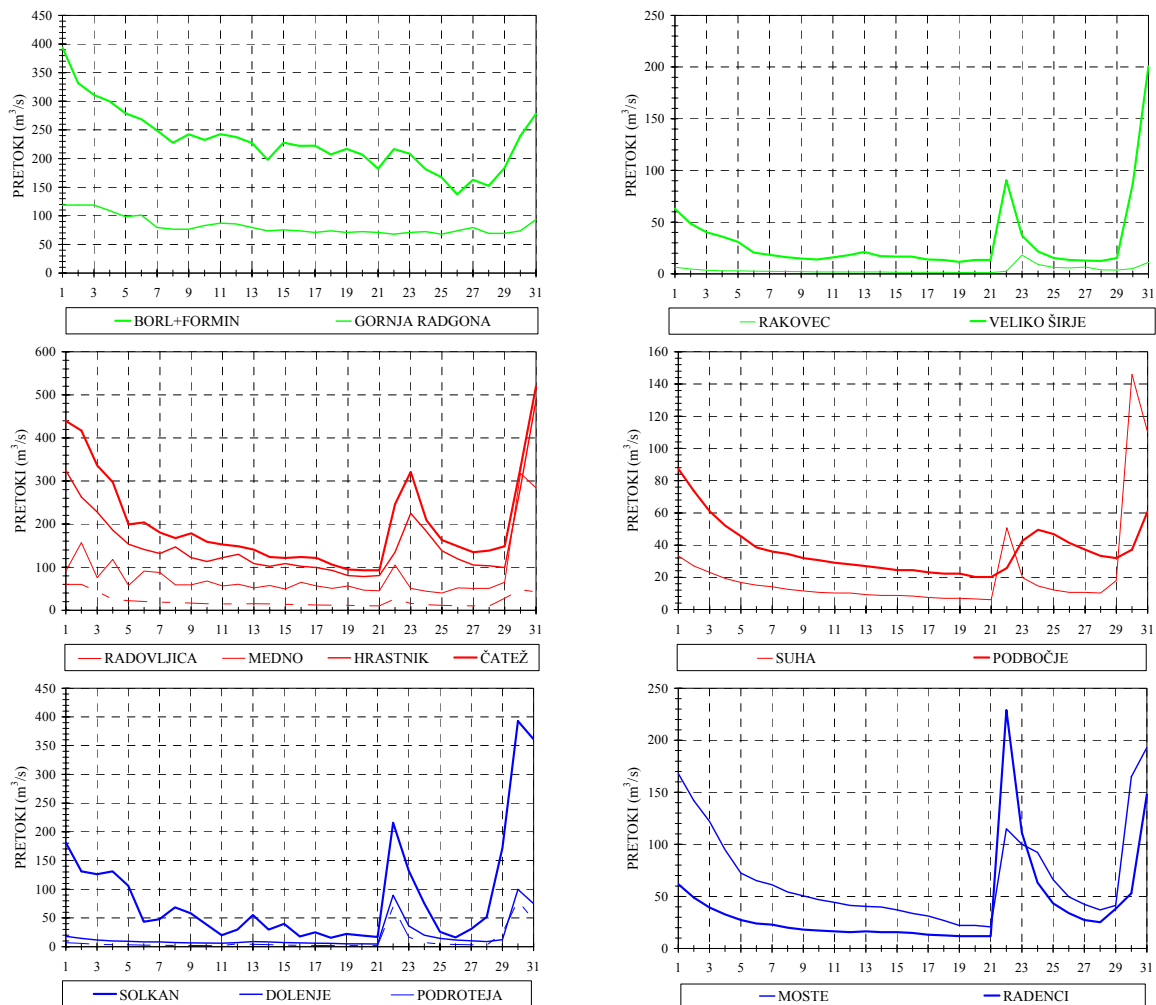 PRETOKI (m³/s)
450
400
350
300
250
200
150
100
50
0
1 3 5 7 9 11 13 15 17 19 21 23 25 27 29 31
BORL+FORMIN GORNJA RADGONA
PRETOKI (m³/s)
250
200
150
100
50
0
1 3 5 7 9 11 13 15 17 19 21 23 25 27 29 31
RAKOVEC VELIKO ŠIRJE
PRETOKI (m³/s)
600
500
400
300
200
100
0
1 3 5 7 9 11 13 15 17 19 21 23 25 27 29 31
RADOVLJICA MEDNO HRASTNIK ČATEŽ
PRETOKI (m³/s)
160
140
120
100
80
60
40
20
0
1 3 5 7 9 11 13 15 17 19 21 23 25 27 29 31
SUHA PODBOČJE
PRETOKI (m³/s)
450
400
350
300
250
200
150
100
50
0
1 3 5 7 9 11 13 15 17 19 21 23 25 27 29 31
SOLKAN DOLENJE PODROTEJA
PRETOKI (m³/s)
250
200
150
100
50
0
1 3 5 7 9 11 13 15 17 19 21 23 25 27 29 31
MOSTE RADENCI